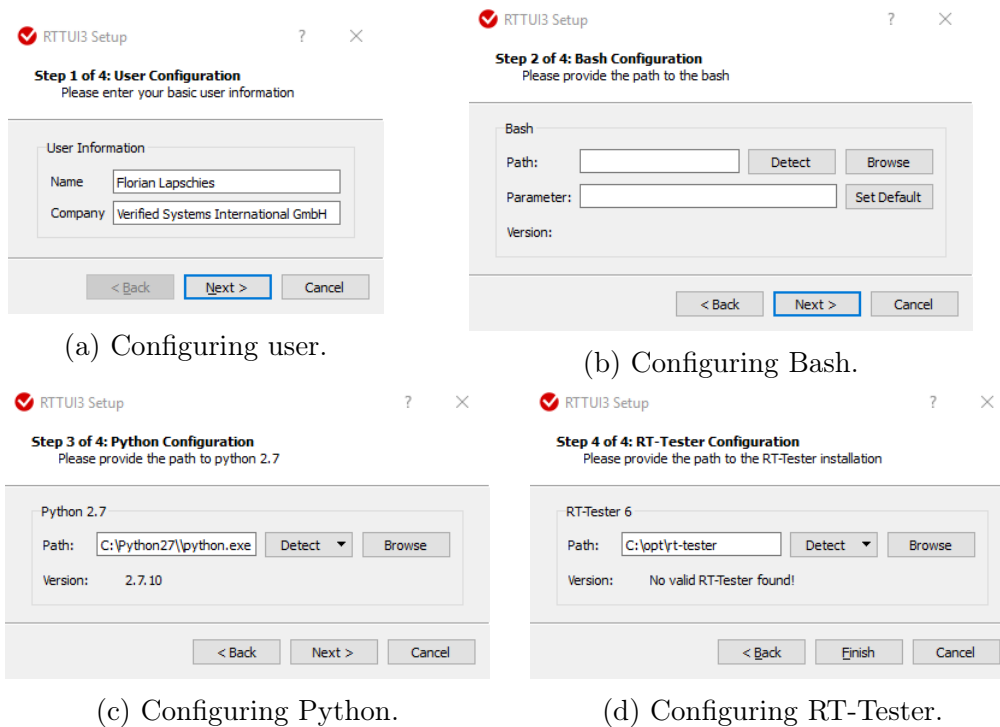 RTTUI3 Setup ?
Step 1 of 4: User Configuration
Please enter your basic user information
User Information
Name Florian Lapschies
Company Verified Systems International GmbH
< Back Next > Cancel
(a) Configuring user.
RTTUI3 Setup ?
Step 2 of 4: Bash Configuration
Please provide the path to the bash
Bash
Path: Detect Browse
Parameter: Set Default
Version:
< Back Next > Cancel
(b) Configuring Bash.
RTTUI3 Setup ?
Step 3 of 4: Python Configuration
Please provide the path to python 2.7
Python 2.7
Path: C:\Python27\\python.exe Detect Browse
Version: 2.7.10
< Back Next > Cancel
(c) Configuring Python.
RTTUI3 Setup ?
Step 4 of 4: RT-Tester Configuration
Please provide the path to the RT-Tester installation
RT-Tester 6
Path: C:\opt\rt-tester Detect Browse
Version: No valid RT-Tester found!
< Back Finish Cancel
(d) Configuring RT-Tester.